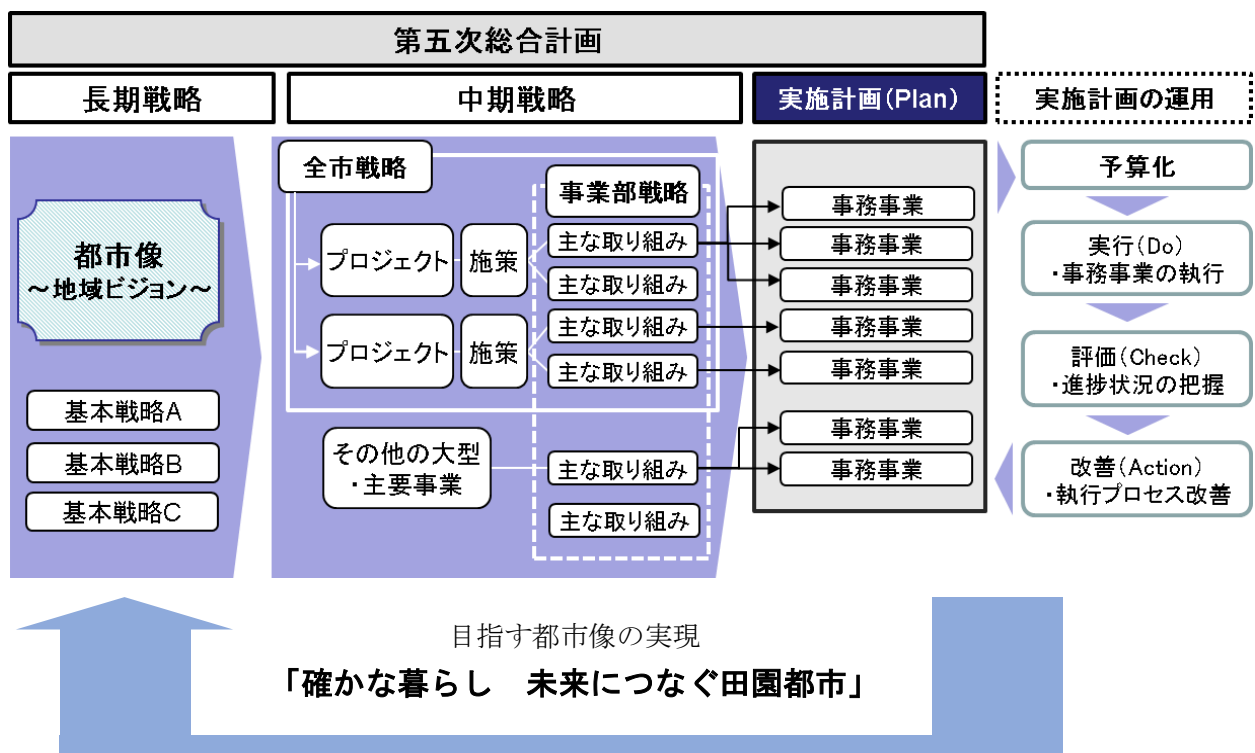 第五次総合計画
長期戦略
中期戦略
実施計画(Plan)
実施計画の運用
都市像
~地域ビジョン~
基本戦略A
基本戦略B
基本戦略C
全市戦略
事業部戦略
プロジェクト
施策
主な取り組み
主な取り組み
プロジェクト
施策
主な取り組み
主な取り組み
その他の大型
・主要事業
主な取り組み
主な取り組み
事務事業
事務事業
事務事業
事務事業
事務事業
事務事業
事務事業
予算化
実行(Do)
・事務事業の執行
評価(Check)
・進捗状況の把握
改善(Action)
・執行プロセス改善
目指す都市像の実現
「確かな暮らし　未来につなぐ田園都市」